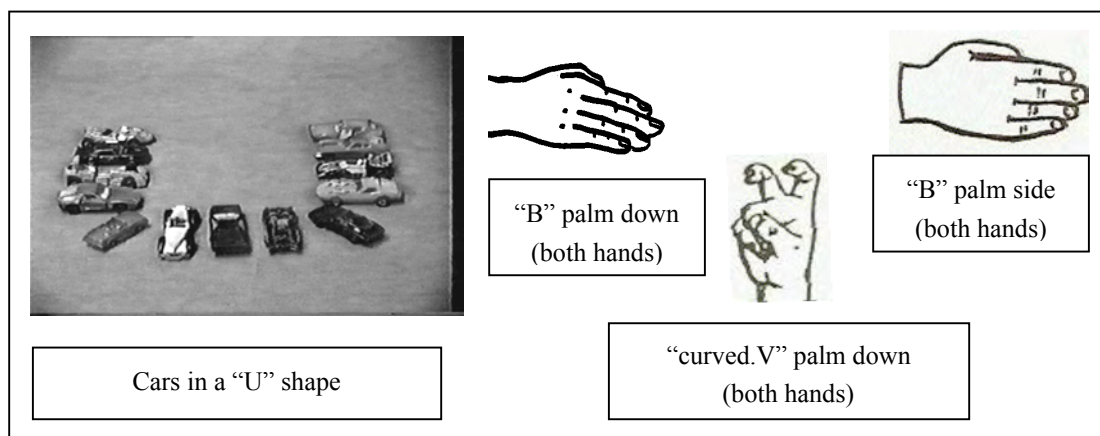 “B” palm down
(both hands)
“B” palm side
(both hands)
Cars in a “U” shape
“curved.V” palm down
(both hands)